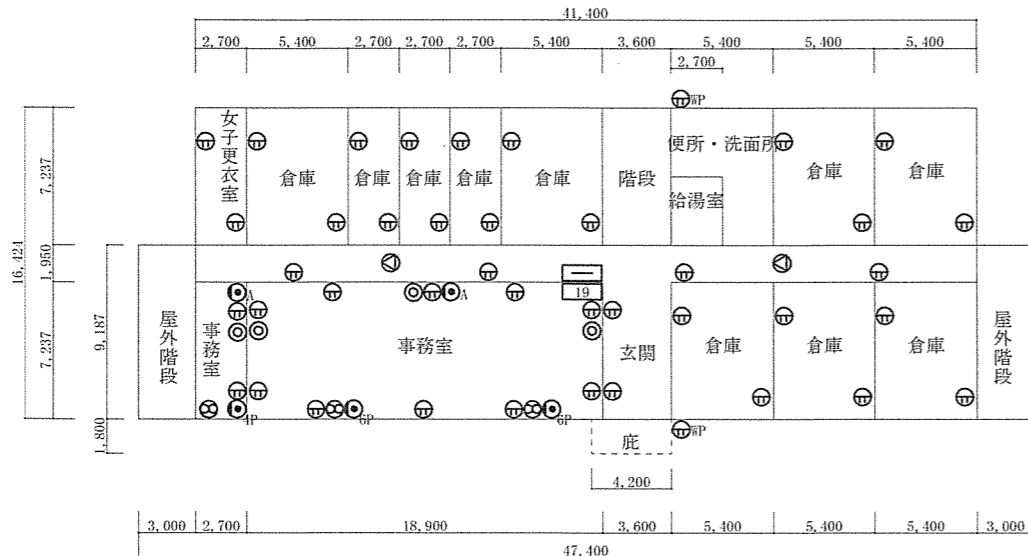 41,400
2,700 5,400 2,700 2,700 2,700 5,400 3,600 5,400 5,400 5,400
2,700
WP
女子更衣室 倉庫 倉庫 倉庫 倉庫 倉庫 階段 便所・洗面所 倉庫 倉庫
給湯室
16,424
7,237
1,950
7,237
9,187
1,800
A A 19
屋外階段 事務室 事務室 玄関 倉庫 倉庫 倉庫 屋外階段
4P 6P 6P WP
庇
4,200
3,000 2,700 18,900 3,600 5,400 5,400 5,400 3,000
47,400